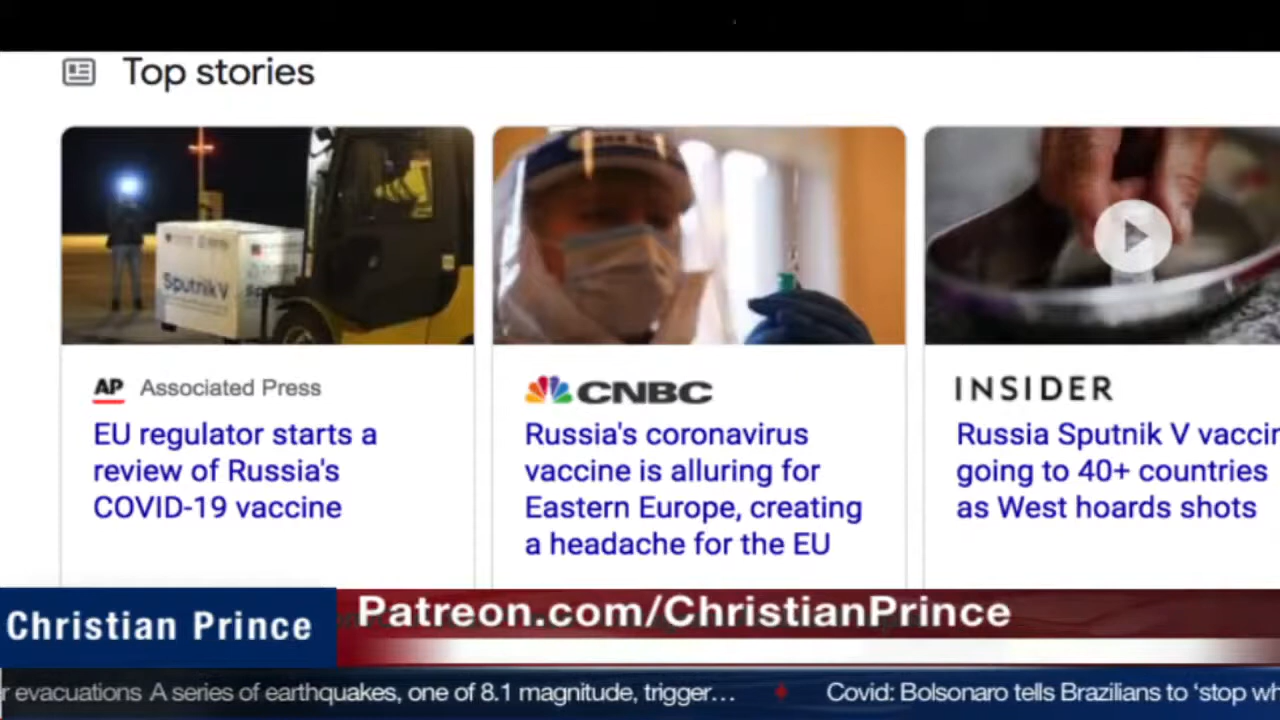 Top stories
Sputnik V
AP Associated Press
EU regulator starts a
review of Russia's
COVID-19 vaccine
CNBC
Russia's coronavirus
vaccine is alluring for
Eastern Europe, creating
a headache for the EU
INSIDER
Russia Sputnik V vaccin
going to 40+ countries
as West hoards shots
Christian Prince
Patreon.com/ChristianPrince
r evacuations A series of earthquakes, one of 8.1 magnitude, trigger… Covid: Bolsonaro tells Brazilians to ‘stop wh